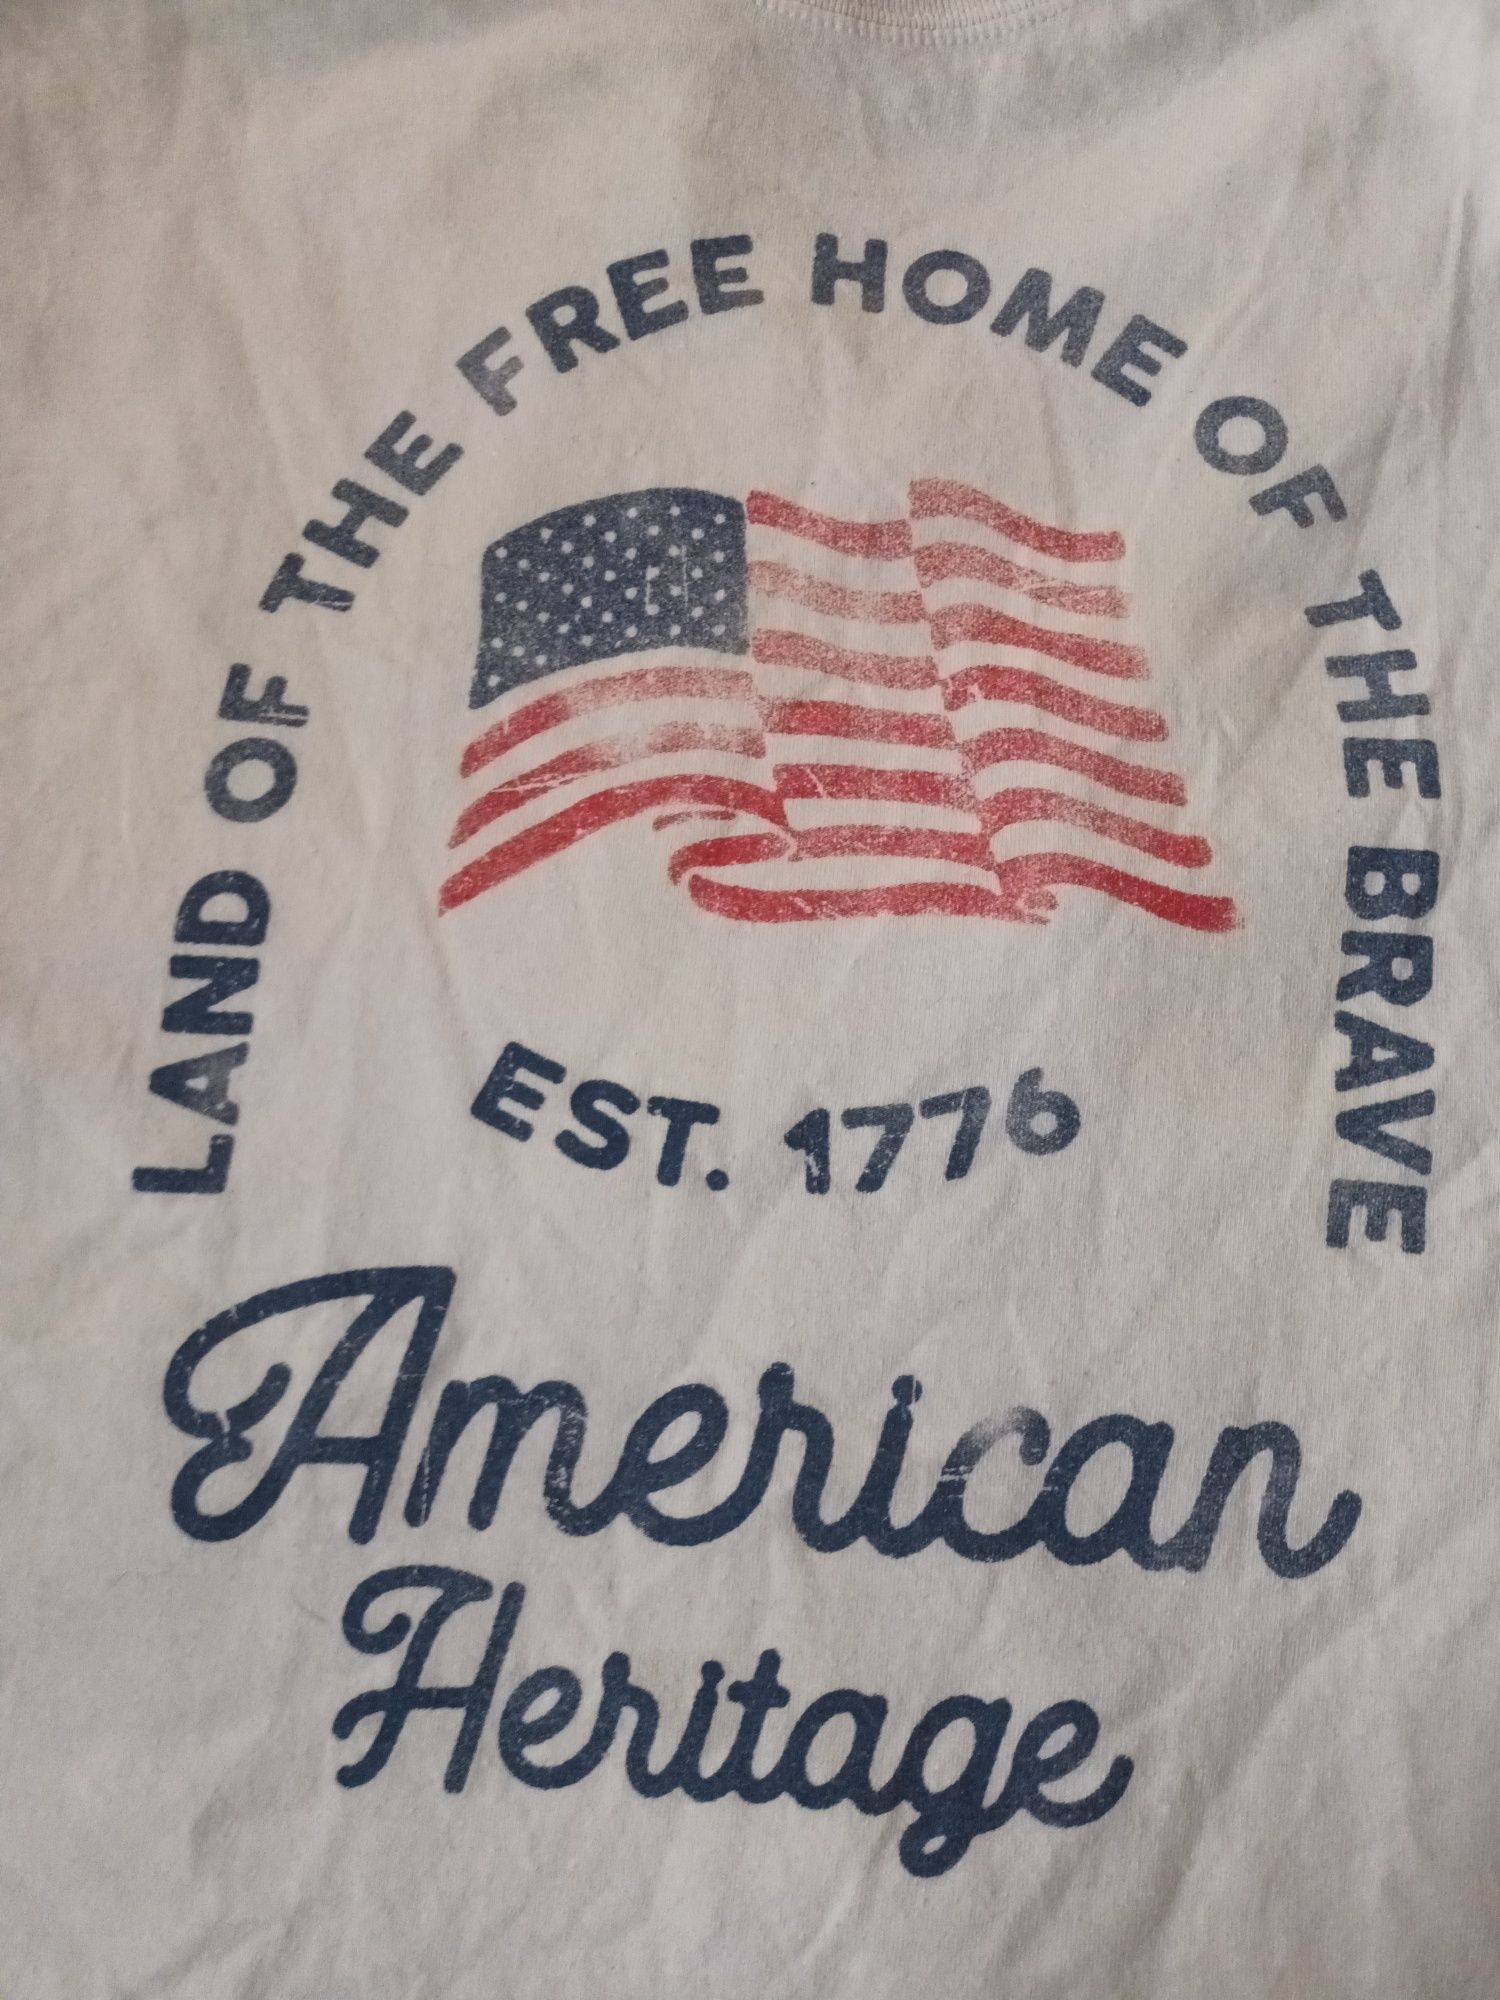 LAND OF THE FREE HOME OF THE BRAVE
EST. 1776
American
Heritage